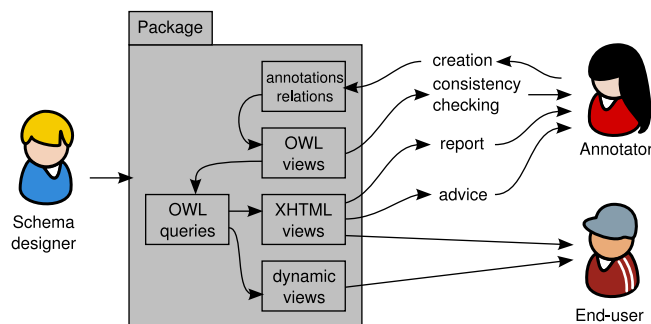 Package
annotations
relations
creation
consistency
checking
OWL
views
report
Annotator
advice
Schema
designer
OWL
queries
XHTML
views
dynamic
views
End-user